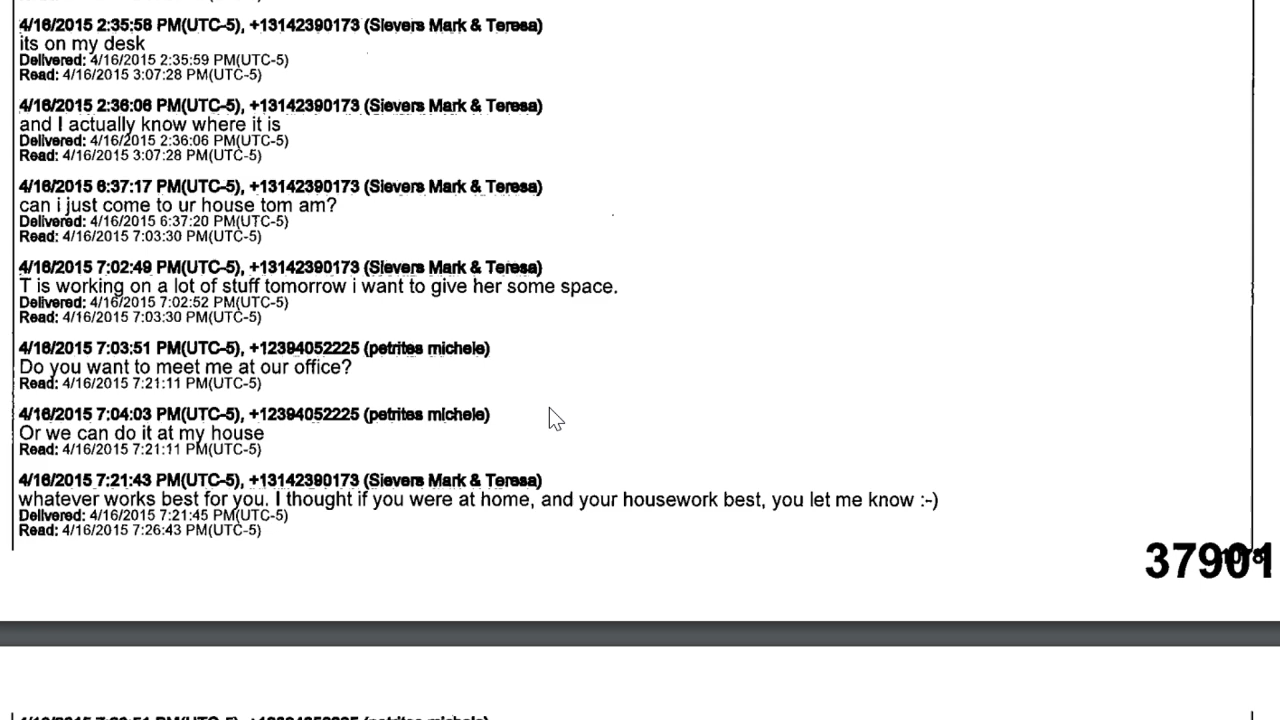 4/16/2015 2:35:58 PM(UTC-5), +13142390173 (Sievers Mark & Teresa)
its on my desk
Delivered: 4/16/2015 2:35:59 PM(UTC-5)
Read: 4/16/2015 3:07:28 PM(UTC-5)
4/16/2015 2:36:06 PM(UTC-5), +13142390173 (Sievers Mark & Teresa)
and I actually know where it is
Delivered: 4/16/2015 2:36:06 PM(UTC-5)
Read: 4/16/2015 3:07:28 PM(UTC-5)
4/16/2015 6:37:17 PM(UTC-5), +13142390173 (Sievers Mark & Teresa)
can i just come to ur house tom am?
Delivered: 4/16/2015 6:37:20 PM(UTC-5)
Read: 4/16/2015 7:03:30 PM(UTC-5)
4/16/2015 7:02:49 PM(UTC-5), +13142390173 (Sievers Mark & Teresa)
T is working on a lot of stuff tomorrow i want to give her some space.
Delivered: 4/16/2015 7:02:52 PM(UTC-5)
Read: 4/16/2015 7:03:30 PM(UTC-5)
4/16/2015 7:03:51 PM(UTC-5), +12394052225 (petrites michele)
Do you want to meet me at our office?
Read: 4/16/2015 7:21:11 PM(UTC-5)
4/16/2015 7:04:03 PM(UTC-5), +12394052225 (petrites michele)
Or we can do it at my house
Read: 4/16/2015 7:21:11 PM(UTC-5)
4/16/2015 7:21:43 PM(UTC-5), +13142390173 (Sievers Mark & Teresa)
whatever works best for you. I thought if you were at home, and your housework best, you let me know :-)
Delivered: 4/16/2015 7:21:45 PM(UTC-5)
Read: 4/16/2015 7:26:43 PM(UTC-5)
37901